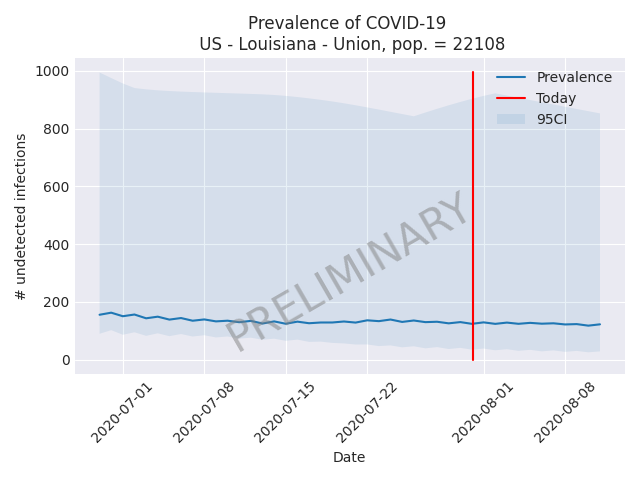 Prevalence of COVID-19
US - Louisiana - Union, pop. = 22108
# undetected infections
1000
800
600
400
200
0
Prevalence
Today
95CI
PRELIMINARY
2020-07-01
2020-07-08
2020-07-15
2020-07-22
2020-08-01
2020-08-08
Date